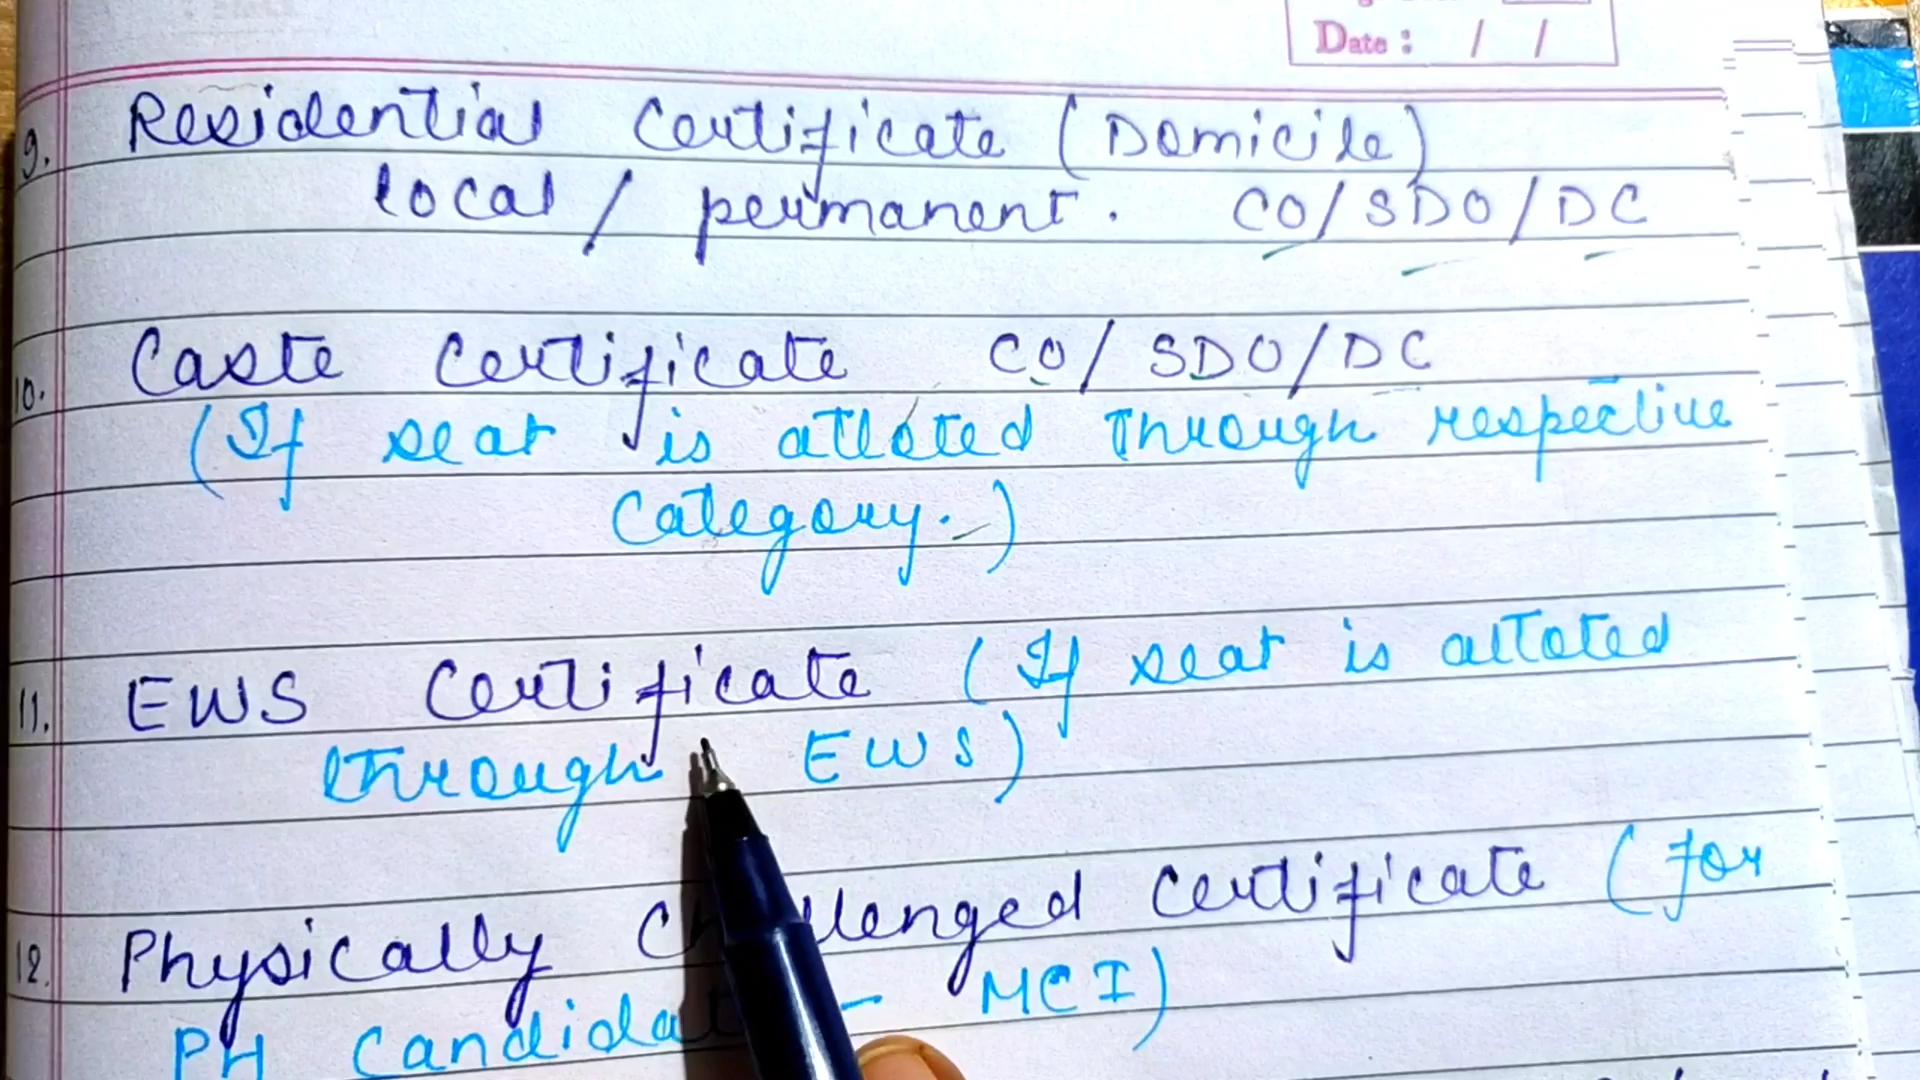 Date : / /
9. Residential Certificate (Domicile)
local / permanent. CO/SDO/DC
10. Caste Certificate CO/SDO/DC
(If seat is alloted through respective
Category.)
11. EWS Certificate (If seat is alloted
through EWS)
12. Physically Challenged Certificate (for
PH Candidat - MCI)